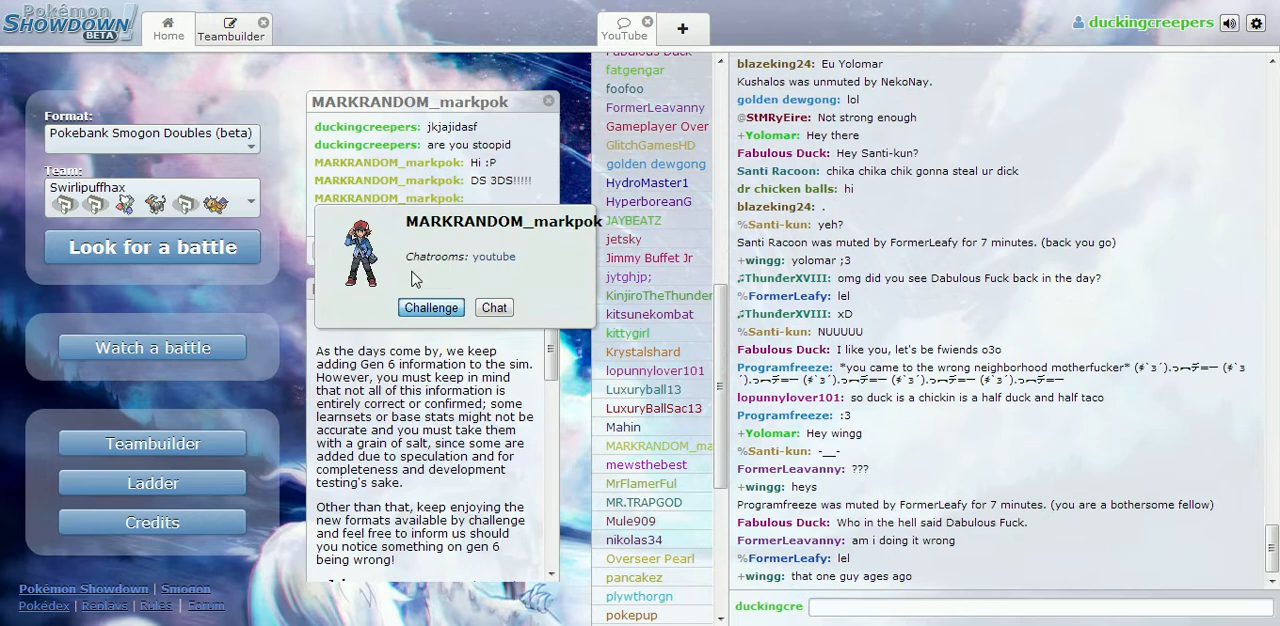 Pokémon
SHOWDOWN
BETA
Home
Teambuilder
YouTube
+
duckingcreepers
Format:
Pokebank Smogon Doubles (beta)
Team:
Swirlipuffhax
Look for a battle
Watch a battle
Teambuilder
Ladder
Credits
Pokémon Showdown | Smogon
Pokédex | Replays | Rules | Forum
MARKRANDOM_markpok
duckingcreepers: jkjajidasf
duckingcreepers: are you stoopid
MARKRANDOM_markpok: Hi :P
MARKRANDOM_markpok: DS 3DS!!!!!
MARKRANDOM_markpok:
MARKRANDOM_markpok
Chatrooms: youtube
Challenge
Chat
As the days come by, we keep
adding Gen 6 information to the sim.
However, you must keep in mind
that not all of this information is
entirely correct or confirmed; some
learnsets or base stats might not be
accurate and you must take them
with a grain of salt, since some are
added due to speculation and for
completeness and development
testing's sake.
Other than that, keep enjoying the
new formats available by challenge
and feel free to inform us should
you notice something on gen 6
being wrong!
Fabulous Duck
fatgengar
foofoo
FormerLeavanny
Gameplayer Over
GlitchGamesHD
golden dewgong
HydroMaster1
HyperboreanG
JAYBEATZ
jetsky
Jimmy Buffet Jr
jytghjp;
KinjiroTheThunder
kitsunekombat
kittygirl
Krystalshard
lopunnylover101
Luxuryball13
LuxuryBallSac13
Mahin
MARKRANDOM_ma
mewsthebest
MrFlamerFul
MR.TRAPGOD
Mule909
nikolas34
Overseer Pearl
pancakez
plywthorgn
pokepup
blazeking24: Eu Yolomar
Kushalos was unmuted by NekoNay.
golden dewgong: lol
@StMRyEire: Not strong enough
+Yolomar: Hey there
Fabulous Duck: Hey Santi-kun?
Santi Racoon: chika chika chik gonna steal ur dick
dr chicken balls: hi
blazeking24: .
%Santi-kun: yeh?
Santi Racoon was muted by FormerLeafy for 7 minutes. (back you go)
+wingg: yolomar ;3
♫ThunderXVIII: omg did you see Dabulous Fuck back in the day?
%FormerLeafy: lel
♫ThunderXVIII: xD
%Santi-kun: NUUUUU
Fabulous Duck: I like you, let's be fwiends o3o
Programfreeze: *you came to the wrong neighborhood motherfucker*
lopunnylover101: so duck is a chickin is a half duck and half taco
Programfreeze: :3
+Yolomar: Hey wingg
%Santi-kun: -__-
FormerLeavanny: ???
+wingg: heys
Programfreeze was muted by FormerLeafy for 7 minutes. (you are a bothersome fellow)
Fabulous Duck: Who in the hell said Dabulous Fuck.
FormerLeavanny: am i doing it wrong
%FormerLeafy: lel
+wingg: that one guy ages ago
duckingcre